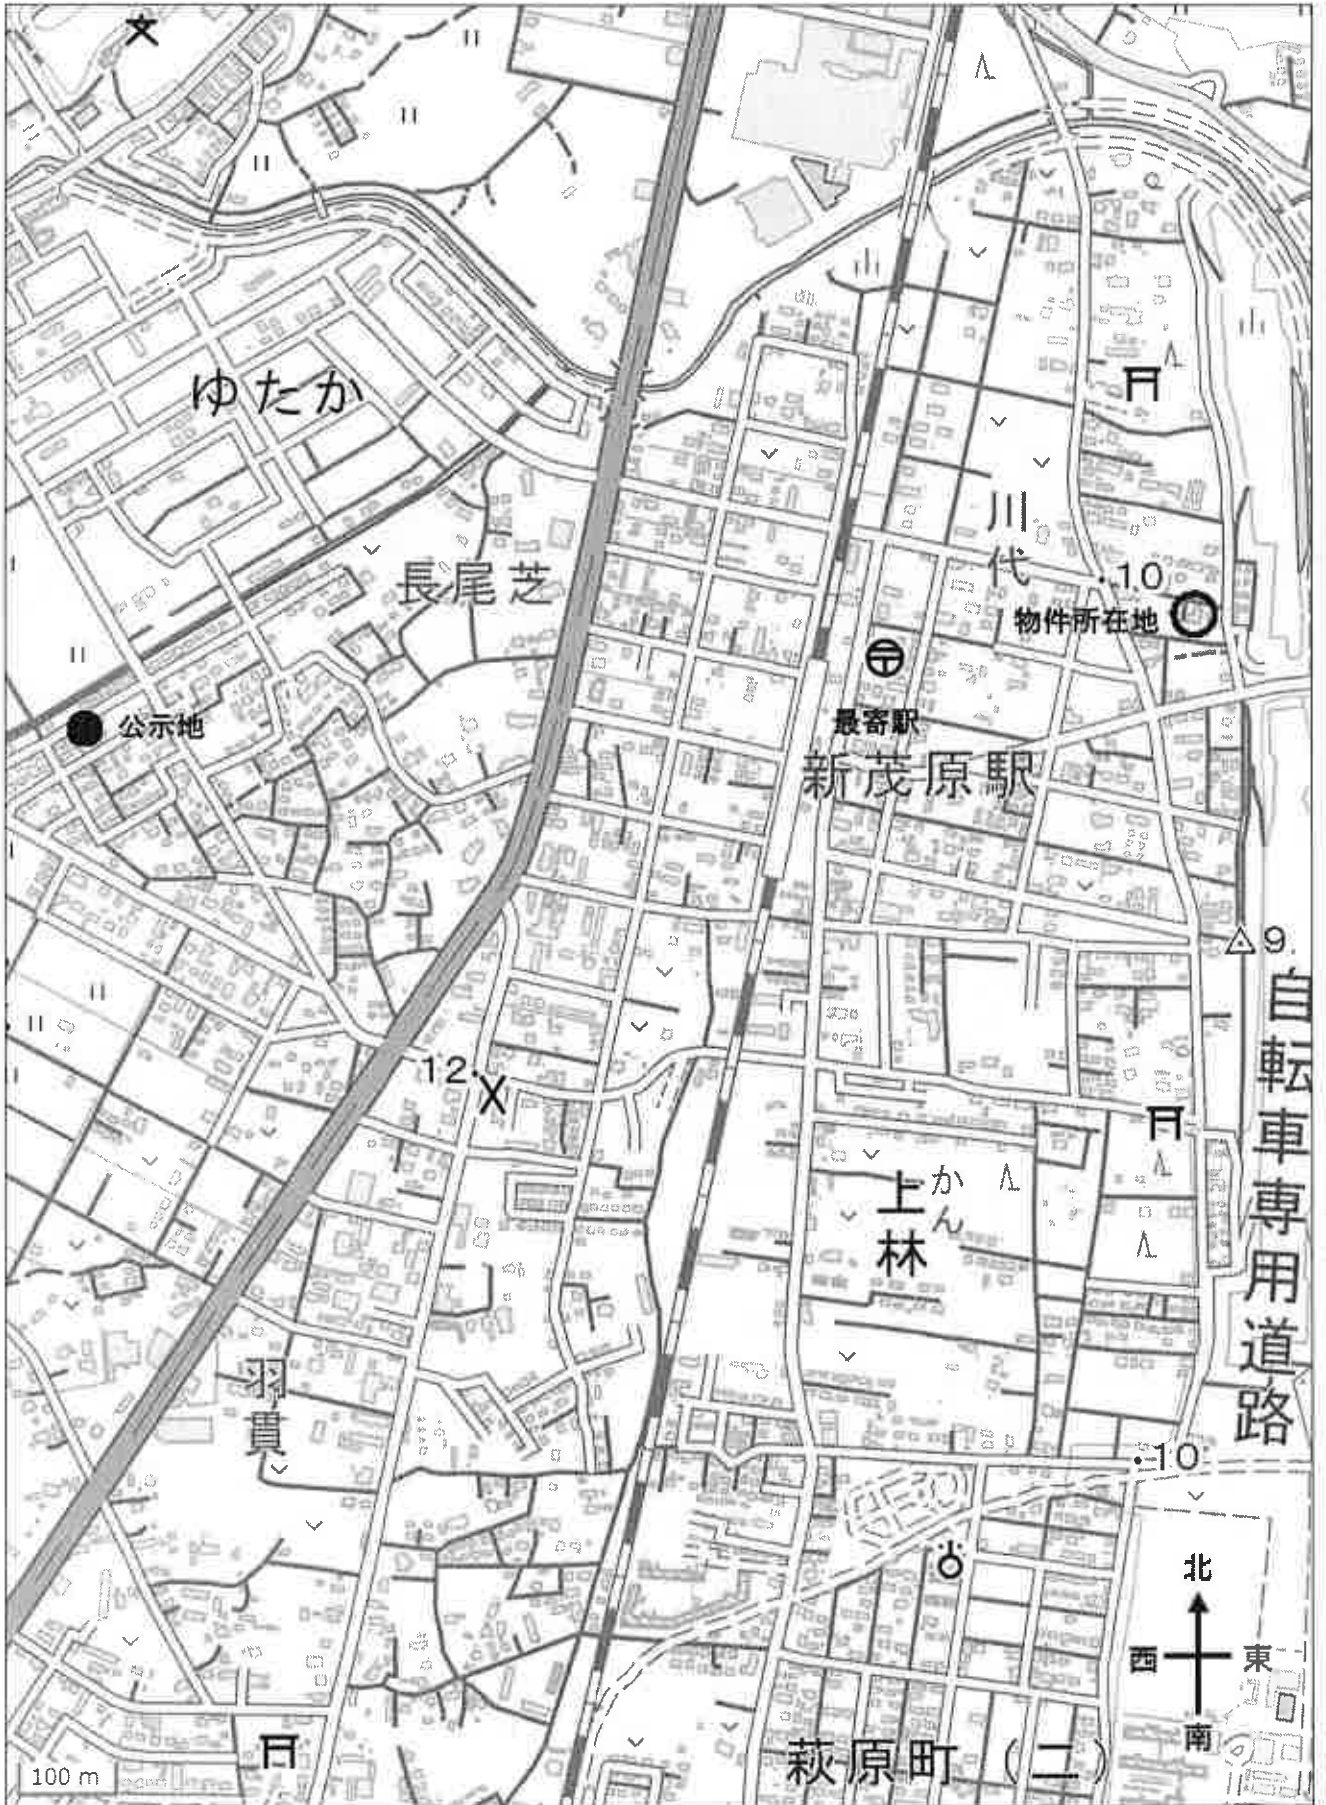 ゆたか
長尾芝
川代
10
物件所在地
公示地
最寄駅
新茂原駅
9.
自転車専用道路
12
上林
かん
羽貫
10
北
西
東
南
萩原町(二)
100 m